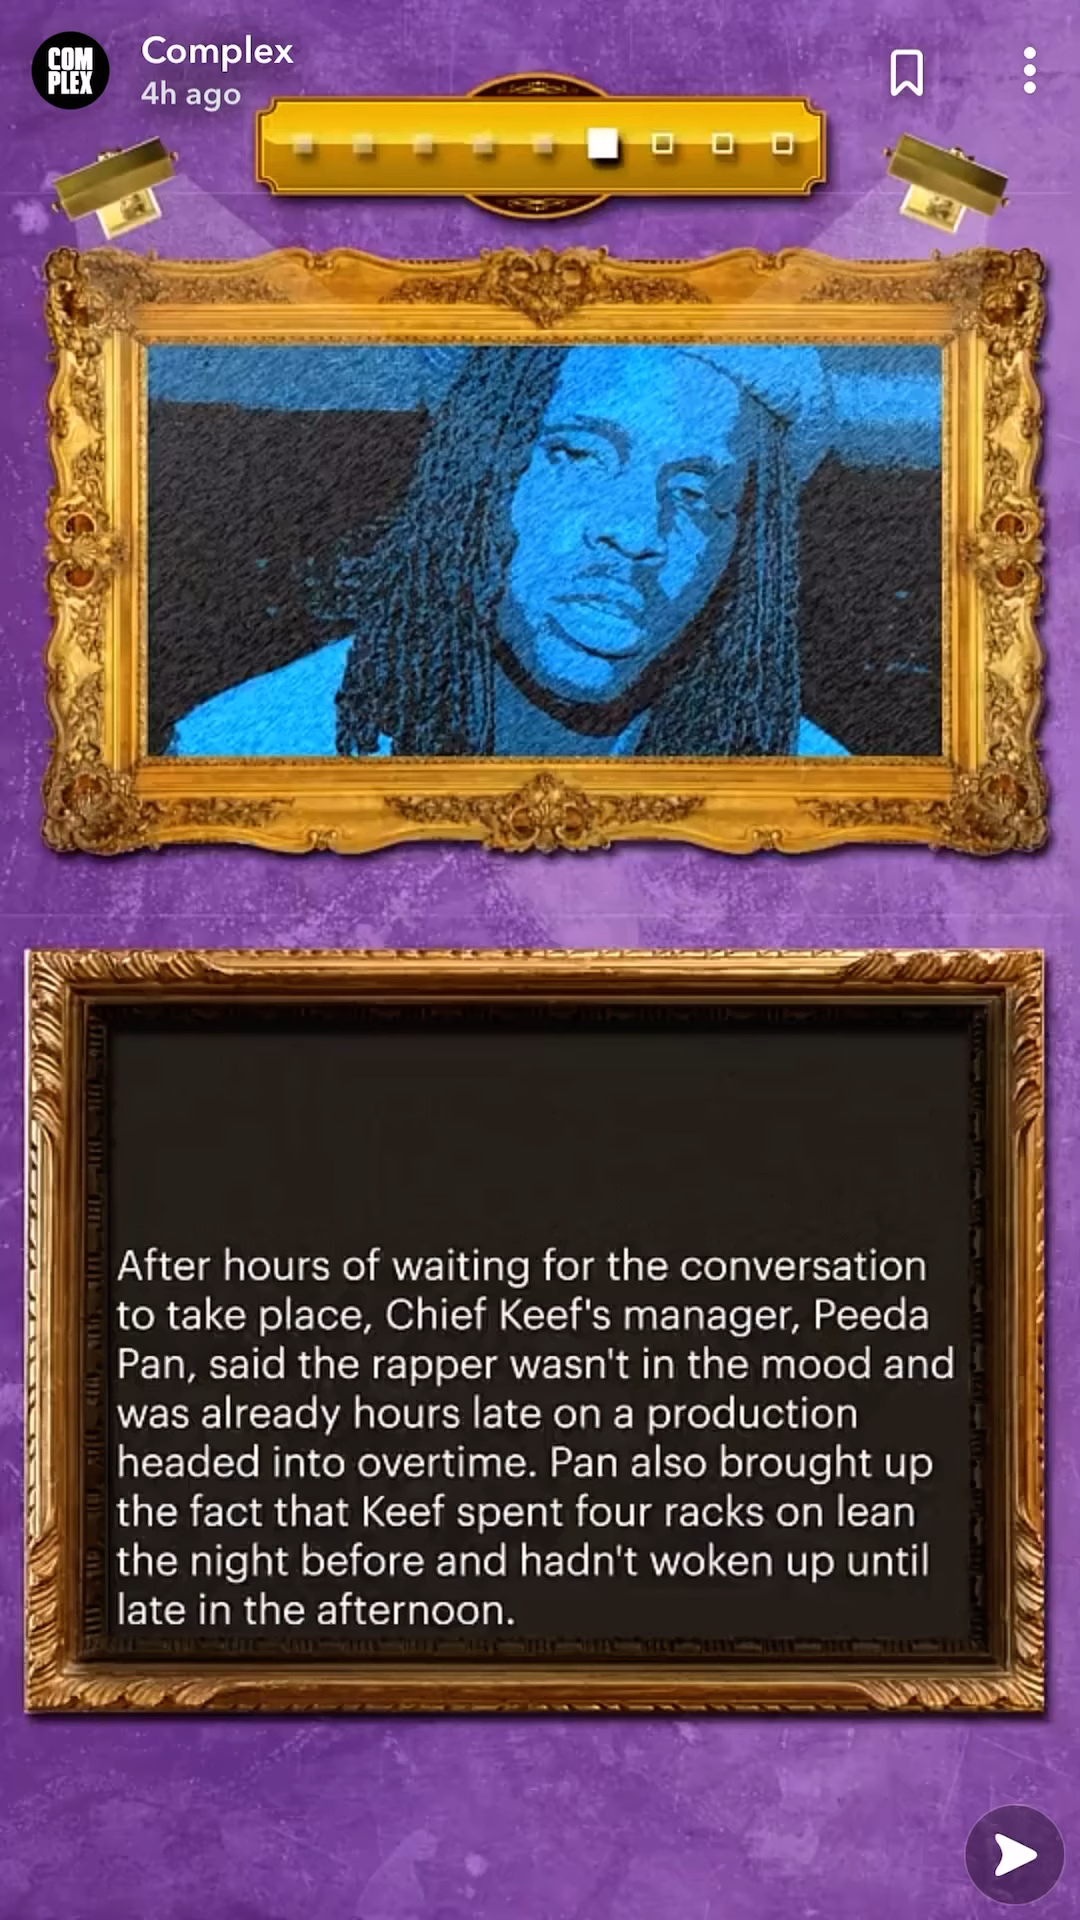 COM
PLEX
Complex
4h ago
After hours of waiting for the conversation
to take place, Chief Keef's manager, Peeda
Pan, said the rapper wasn't in the mood and
was already hours late on a production
headed into overtime. Pan also brought up
the fact that Keef spent four racks on lean
the night before and hadn't woken up until
late in the afternoon.